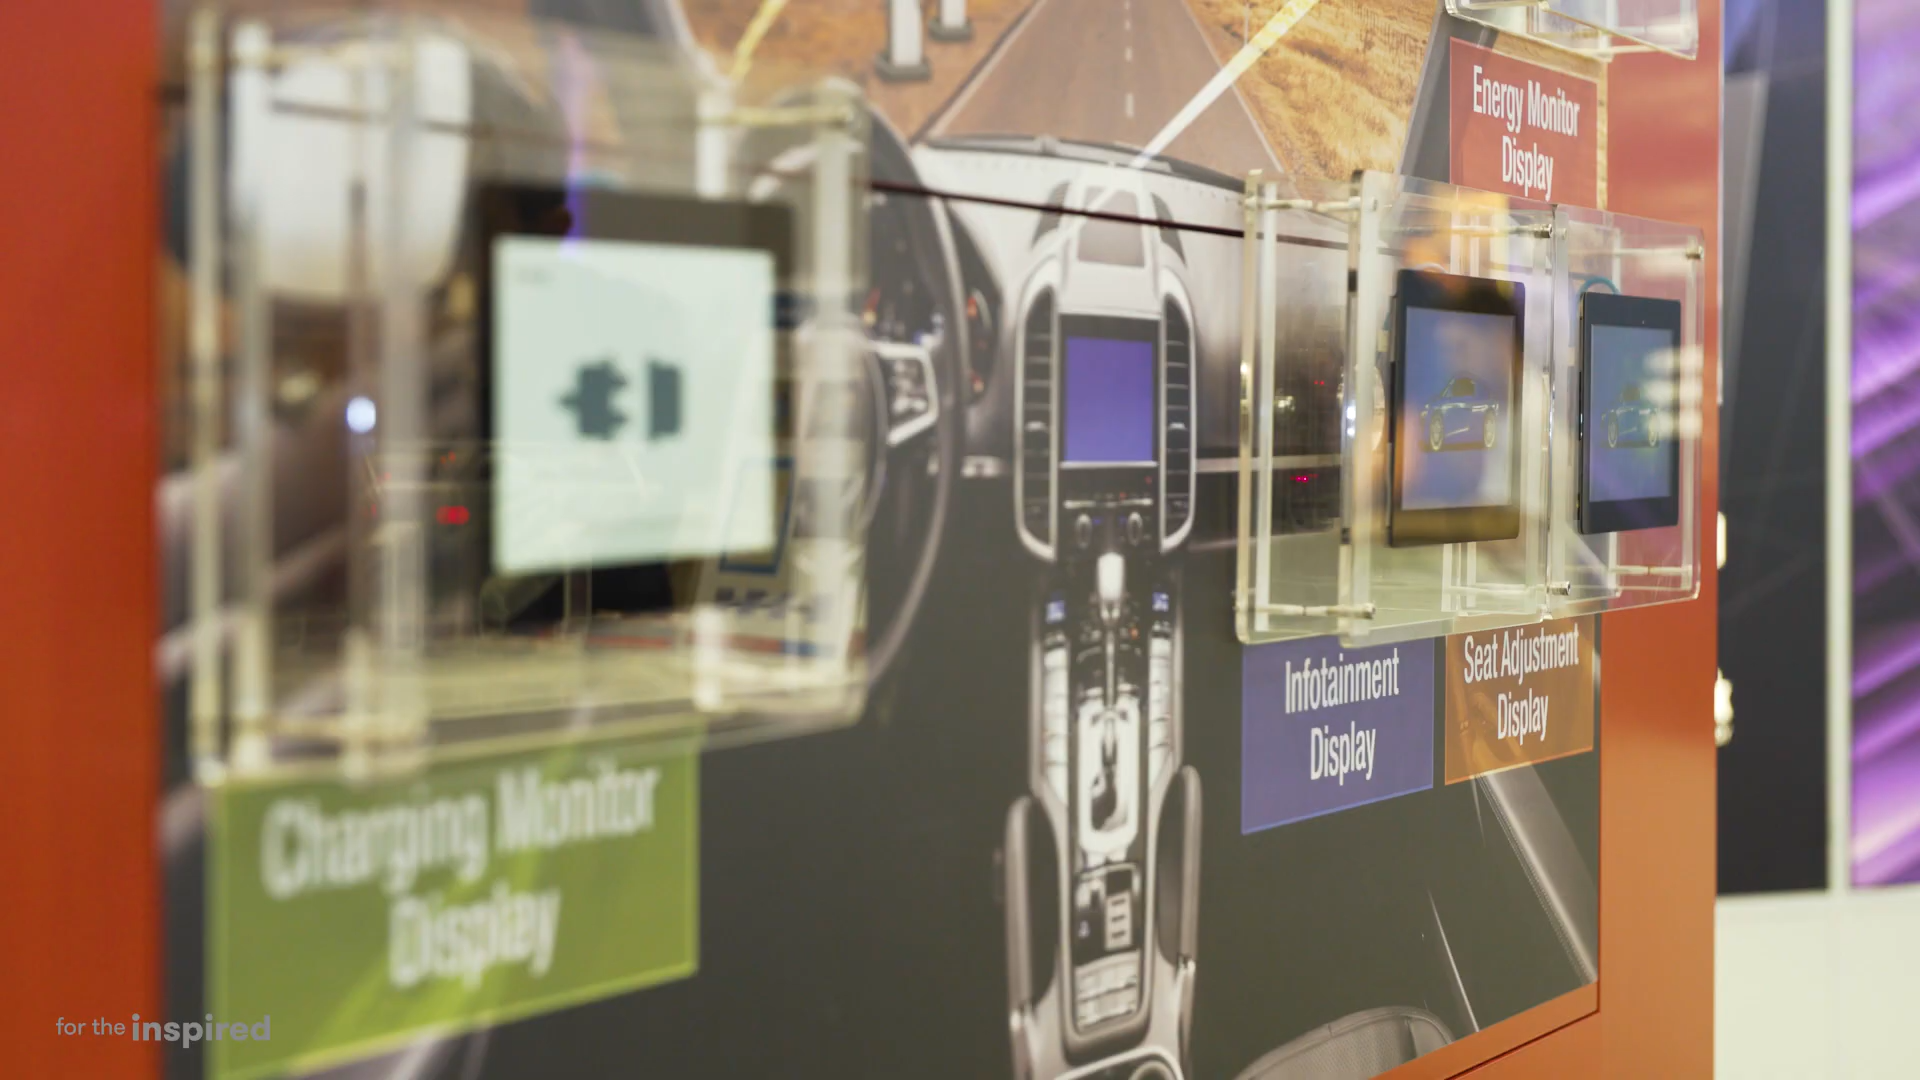 Energy Monitor
Display
Infotainment
Display
Seat Adjustment
Display
Charging Monitor
Display
for the inspired